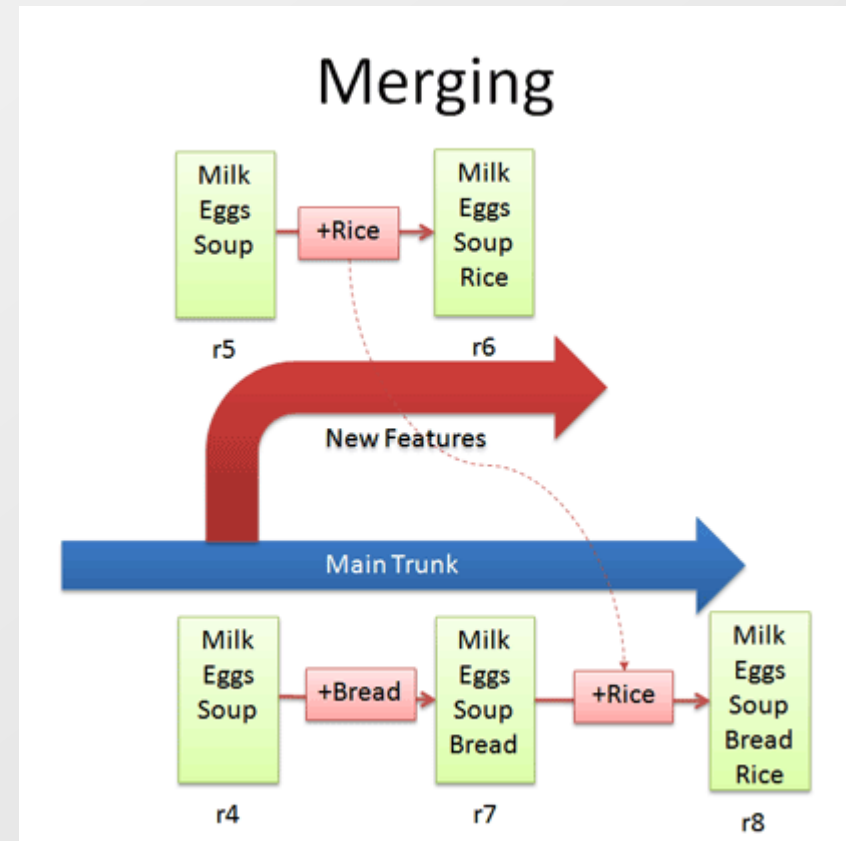 Merging
Milk
Eggs
Soup
+Rice
Milk
Eggs
Soup
Rice
r5
r6
New Features
Main Trunk
Milk
Eggs
Soup
+Bread
Milk
Eggs
Soup
Bread
+Rice
Milk
Eggs
Soup
Bread
Rice
r4
r7
r8